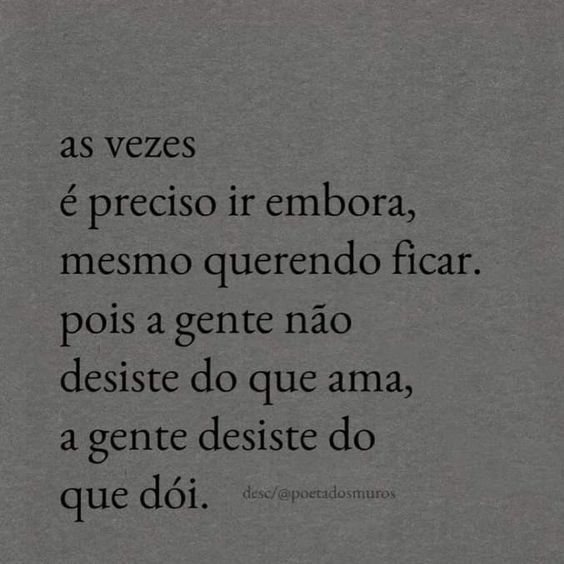 as vezes
é preciso ir embora,
mesmo querendo ficar.
pois a gente não
desiste do que ama,
a gente desiste do
que dói. desc/@poetadosmuros